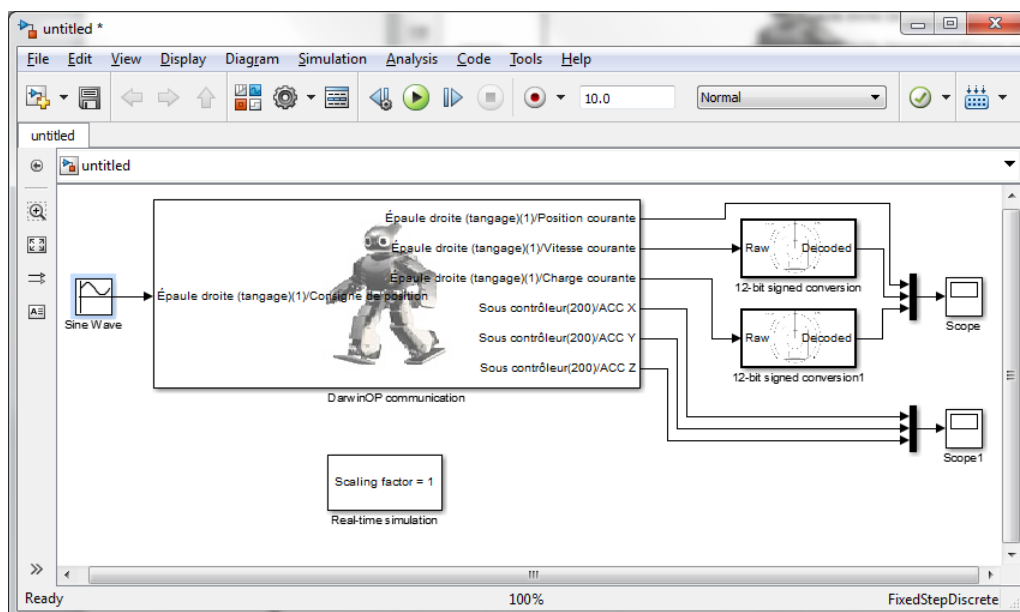 untitled *
File Edit View Display Diagram Simulation Analysis Code Tools Help
10.0 Normal
untitled
untitled
Épaule droite (tangage)(1)/Position courante
Épaule droite (tangage)(1)/Vitesse courante
Raw Decoded
Épaule droite (tangage)(1)/Charge courante
12-bit signed conversion
Épaule droite (tangage)(1)/Consigne de position
Sine Wave
Sous contrôleur(200)/ACC X
Scope
Sous contrôleur(200)/ACC Y
Raw Decoded
Sous contrôleur(200)/ACC Z
12-bit signed conversion1
DarwinOP communication
Scope1
Scaling factor = 1
Real-time simulation
Ready 100% FixedStepDiscrete